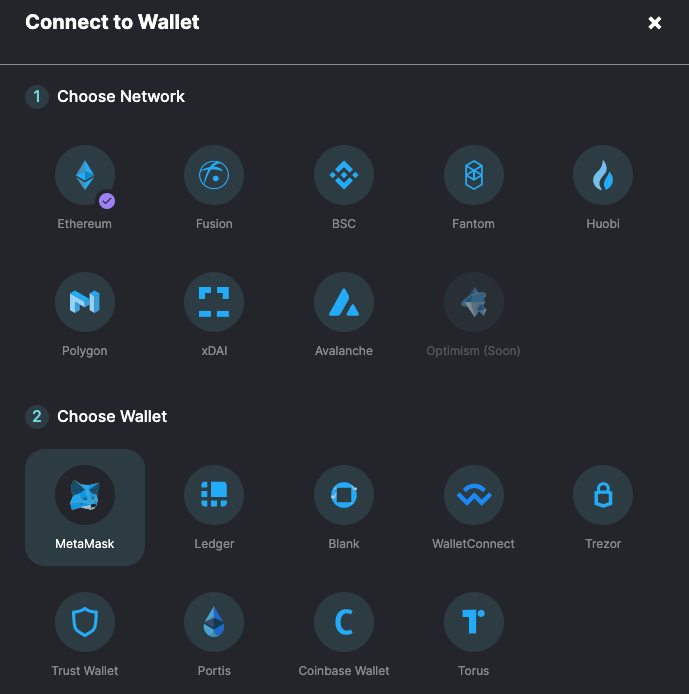 Connect to Wallet
1 Choose Network
Ethereum Fusion BSC Fantom Huobi
Polygon xDAI Avalanche Optimism (Soon)
2 Choose Wallet
MetaMask Ledger Blank WalletConnect Trezor
Trust Wallet Portis Coinbase Wallet Torus